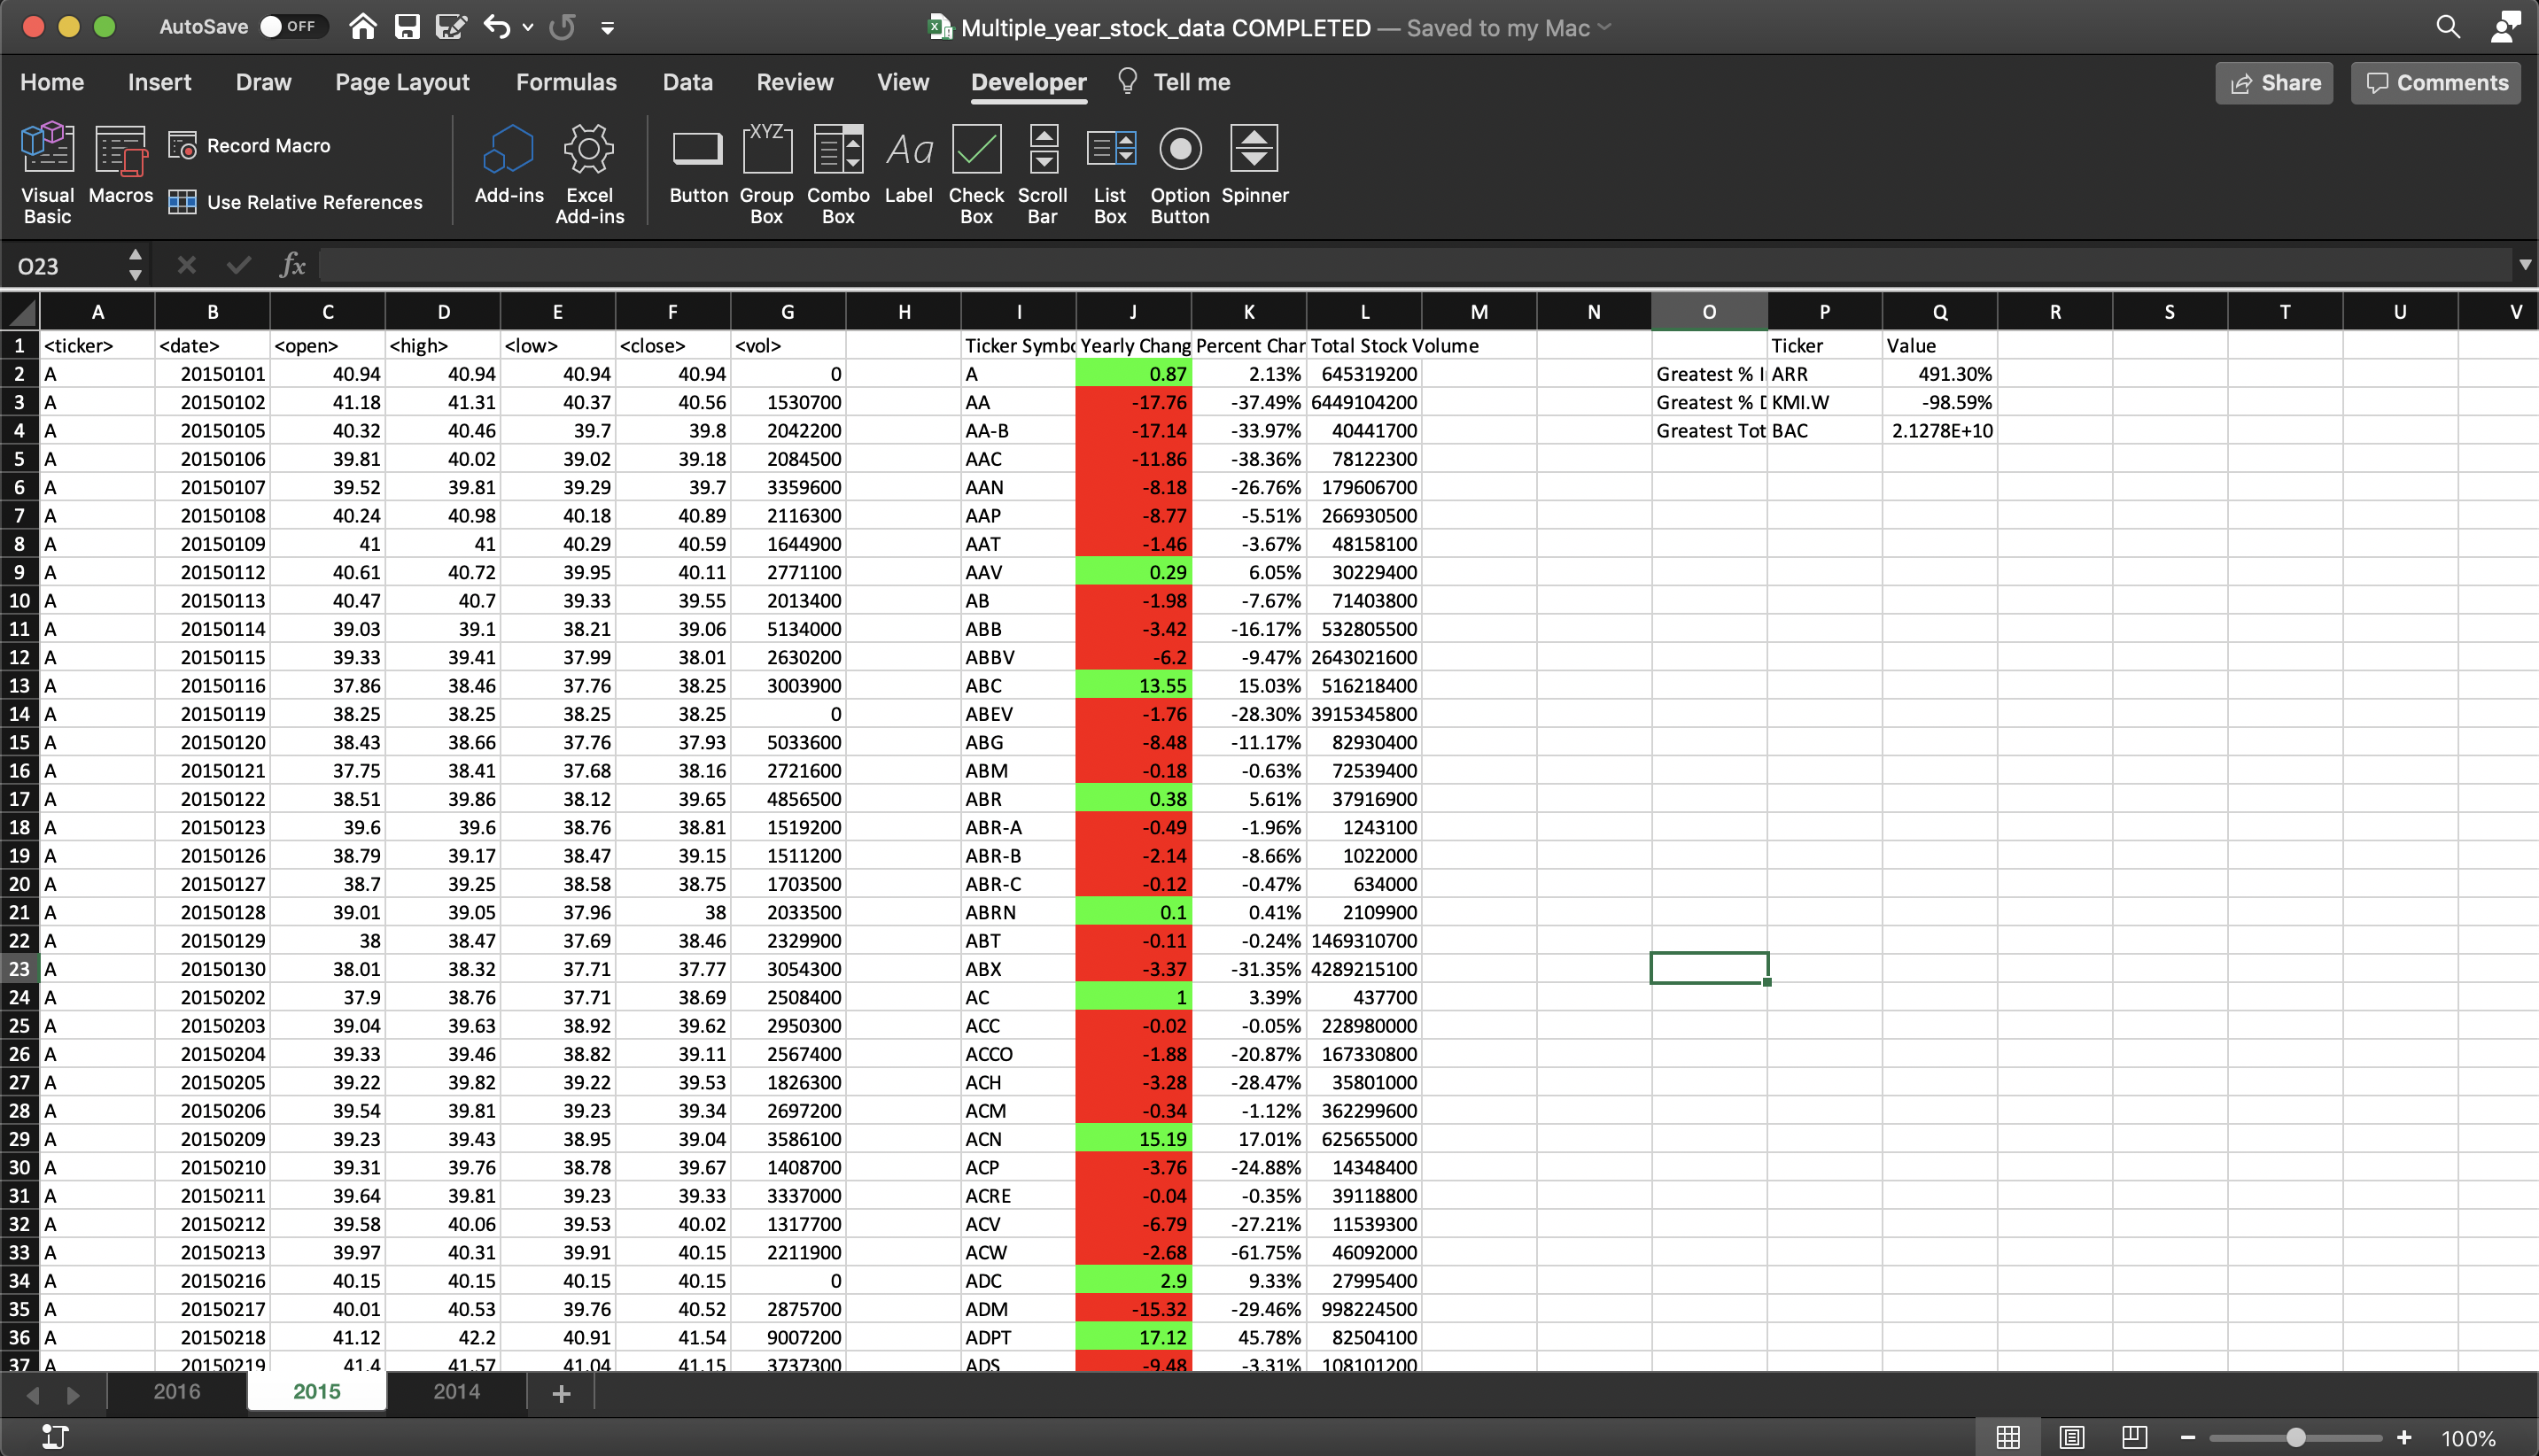 AutoSave OFF Multiple_year_stock_data COMPLETED — Saved to my Mac
Home Insert Draw Page Layout Formulas Data Review View Developer Tell me Share Comments
Visual Basic Macros Record Macro Use Relative References Add-ins Excel Add-ins Button XYZ Group Box Combo Box Aa Label Check Box Scroll Bar List Box Option Button Spinner
O23 fx
A B C D E F G H I J K L M N O P Q R S T U V
1 <ticker> <date> <open> <high> <low> <close> <vol> Ticker Symbo Yearly Chang Percent Char Total Stock Volume Ticker Value
2 A 20150101 40.94 40.94 40.94 40.94 0 A 0.87 2.13% 645319200 Greatest % I ARR 491.30%
3 A 20150102 41.18 41.31 40.37 40.56 1530700 AA -17.76 -37.49% 6449104200 Greatest % D KMI.W -98.59%
4 A 20150105 40.32 40.46 39.7 39.8 2042200 AA-B -17.14 -33.97% 40441700 Greatest Tot BAC 2.1278E+10
5 A 20150106 39.81 40.02 39.02 39.18 2084500 AAC -11.86 -38.36% 78122300
6 A 20150107 39.52 39.81 39.29 39.7 3359600 AAN -8.18 -26.76% 179606700
7 A 20150108 40.24 40.98 40.18 40.89 2116300 AAP -8.77 -5.51% 266930500
8 A 20150109 41 41 40.29 40.59 1644900 AAT -1.46 -3.67% 48158100
9 A 20150112 40.61 40.72 39.95 40.11 2771100 AAV 0.29 6.05% 30229400
10 A 20150113 40.47 40.7 39.33 39.55 2013400 AB -1.98 -7.67% 71403800
11 A 20150114 39.03 39.1 38.21 39.06 5134000 ABB -3.42 -16.17% 532805500
12 A 20150115 39.33 39.41 37.99 38.01 2630200 ABBV -6.2 -9.47% 2643021600
13 A 20150116 37.86 38.46 37.76 38.25 3003900 ABC 13.55 15.03% 516218400
14 A 20150119 38.25 38.25 38.25 38.25 0 ABEV -1.76 -28.30% 3915345800
15 A 20150120 38.43 38.66 37.76 37.93 5033600 ABG -8.48 -11.17% 82930400
16 A 20150121 37.75 38.41 37.68 38.16 2721600 ABM -0.18 -0.63% 72539400
17 A 20150122 38.51 39.86 38.12 39.65 4856500 ABR 0.38 5.61% 37916900
18 A 20150123 39.6 39.6 38.76 38.81 1519200 ABR-A -0.49 -1.96% 1243100
19 A 20150126 38.79 39.17 38.47 39.15 1511200 ABR-B -2.14 -8.66% 1022000
20 A 20150127 38.7 39.25 38.58 38.75 1703500 ABR-C -0.12 -0.47% 634000
21 A 20150128 39.01 39.05 37.96 38 2033500 ABRN 0.1 0.41% 2109900
22 A 20150129 38 38.47 37.69 38.46 2329900 ABT -0.11 -0.24% 1469310700
23 A 20150130 38.01 38.32 37.71 37.77 3054300 ABX -3.37 -31.35% 4289215100
24 A 20150202 37.9 38.76 37.71 38.69 2508400 AC 1 3.39% 437700
25 A 20150203 39.04 39.63 38.92 39.62 2950300 ACC -0.02 -0.05% 228980000
26 A 20150204 39.33 39.46 38.82 39.11 2567400 ACCO -1.88 -20.87% 167330800
27 A 20150205 39.22 39.82 39.22 39.53 1826300 ACH -3.28 -28.47% 35801000
28 A 20150206 39.54 39.81 39.23 39.34 2697200 ACM -0.34 -1.12% 362299600
29 A 20150209 39.23 39.43 38.95 39.04 3586100 ACN 15.19 17.01% 625655000
30 A 20150210 39.31 39.76 38.78 39.67 1408700 ACP -3.76 -24.88% 14348400
31 A 20150211 39.64 39.81 39.23 39.33 3337000 ACRE -0.04 -0.35% 39118800
32 A 20150212 39.58 40.06 39.53 40.02 1317700 ACV -6.79 -27.21% 11539300
33 A 20150213 39.97 40.31 39.91 40.15 2211900 ACW -2.68 -61.75% 46092000
34 A 20150216 40.15 40.15 40.15 40.15 0 ADC 2.9 9.33% 27995400
35 A 20150217 40.01 40.53 39.76 40.52 2875700 ADM -15.32 -29.46% 998224500
36 A 20150218 41.12 42.2 40.91 41.54 9007200 ADPT 17.12 45.78% 82504100
37 A 20150219 41.4 41.57 41.04 41.15 3737300 ADS -9.48 -3.31% 108101200
2016 2015 2014 +
100%